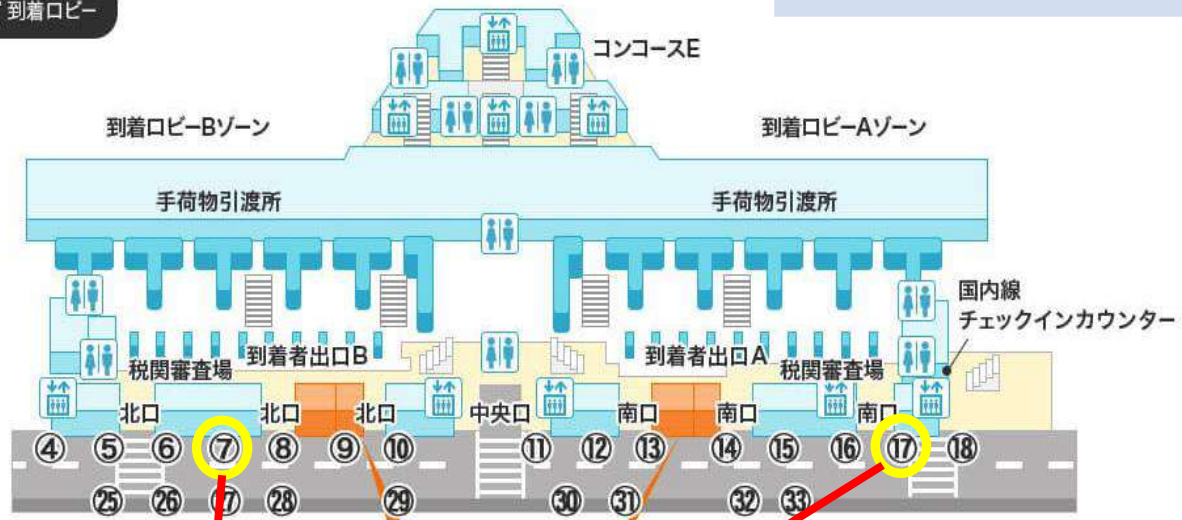 到着ロビー
コンコースE
到着ロビーBゾーン
到着ロビーAゾーン
手荷物引渡所
手荷物引渡所
国内線
チェックインカウンター
到着者出口B
到着者出口A
税関審査場
税関審査場
北口
北口
北口
中央口
南口
南口
南口
④ ⑤ ⑥ ⑦ ⑧ ⑨ ⑩ ⑪ ⑫ ⑬ ⑭ ⑮ ⑯ ⑰ ⑱
㉕ ㉖ ㉗ ㉘ ㉙ ㉚ ㉛ ㉜ ㉝